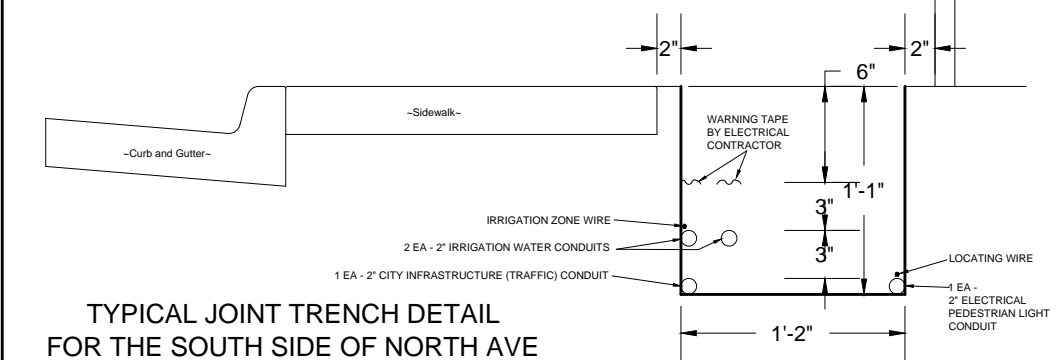 2"
2"
6"
~Sidewalk~
WARNING TAPE
BY ELECTRICAL
CONTRACTOR
~Curb and Gutter~
1'-1"
3"
IRRIGATION ZONE WIRE
2 EA - 2" IRRIGATION WATER CONDUITS
3"
LOCATING WIRE
1 EA - 2" CITY INFRASTRUCTURE (TRAFFIC) CONDUIT
1 EA -
2" ELECTRICAL
PEDESTRIAN LIGHT
CONDUIT
TYPICAL JOINT TRENCH DETAIL
FOR THE SOUTH SIDE OF NORTH AVE
1'-2"